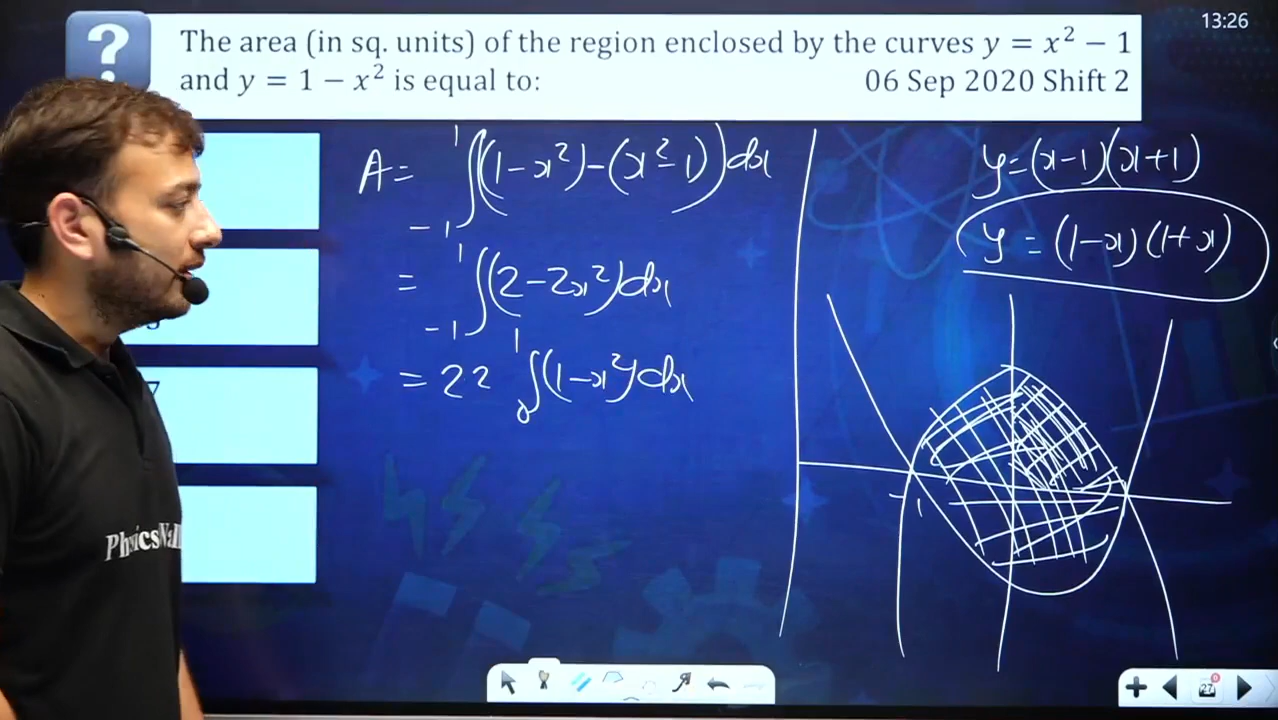 13:26
?
The area (in sq. units) of the region enclosed by the curves y = x² − 1
and y = 1 − x² is equal to: 06 Sep 2020 Shift 2
A = ∫₋₁¹ ((1-x²)-(x²-1))dx
= ∫₋₁¹ (2-2x²)dx
= 2·2 ∫₀¹ (1-x²)dx
y=(x-1)(x+1)
y = (1-x)(1+x)
-1
27